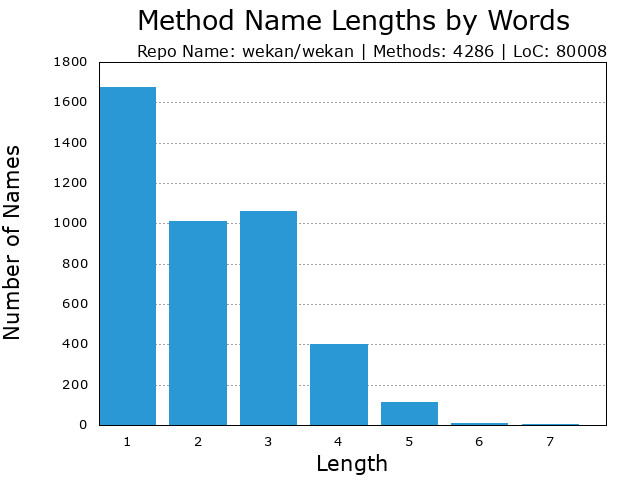 Method Name Lengths by Words
Repo Name: wekan/wekan | Methods: 4286 | LoC: 80008
Number of Names
1800
1600
1400
1200
1000
800
600
400
200
0
1 2 3 4 5 6 7
Length